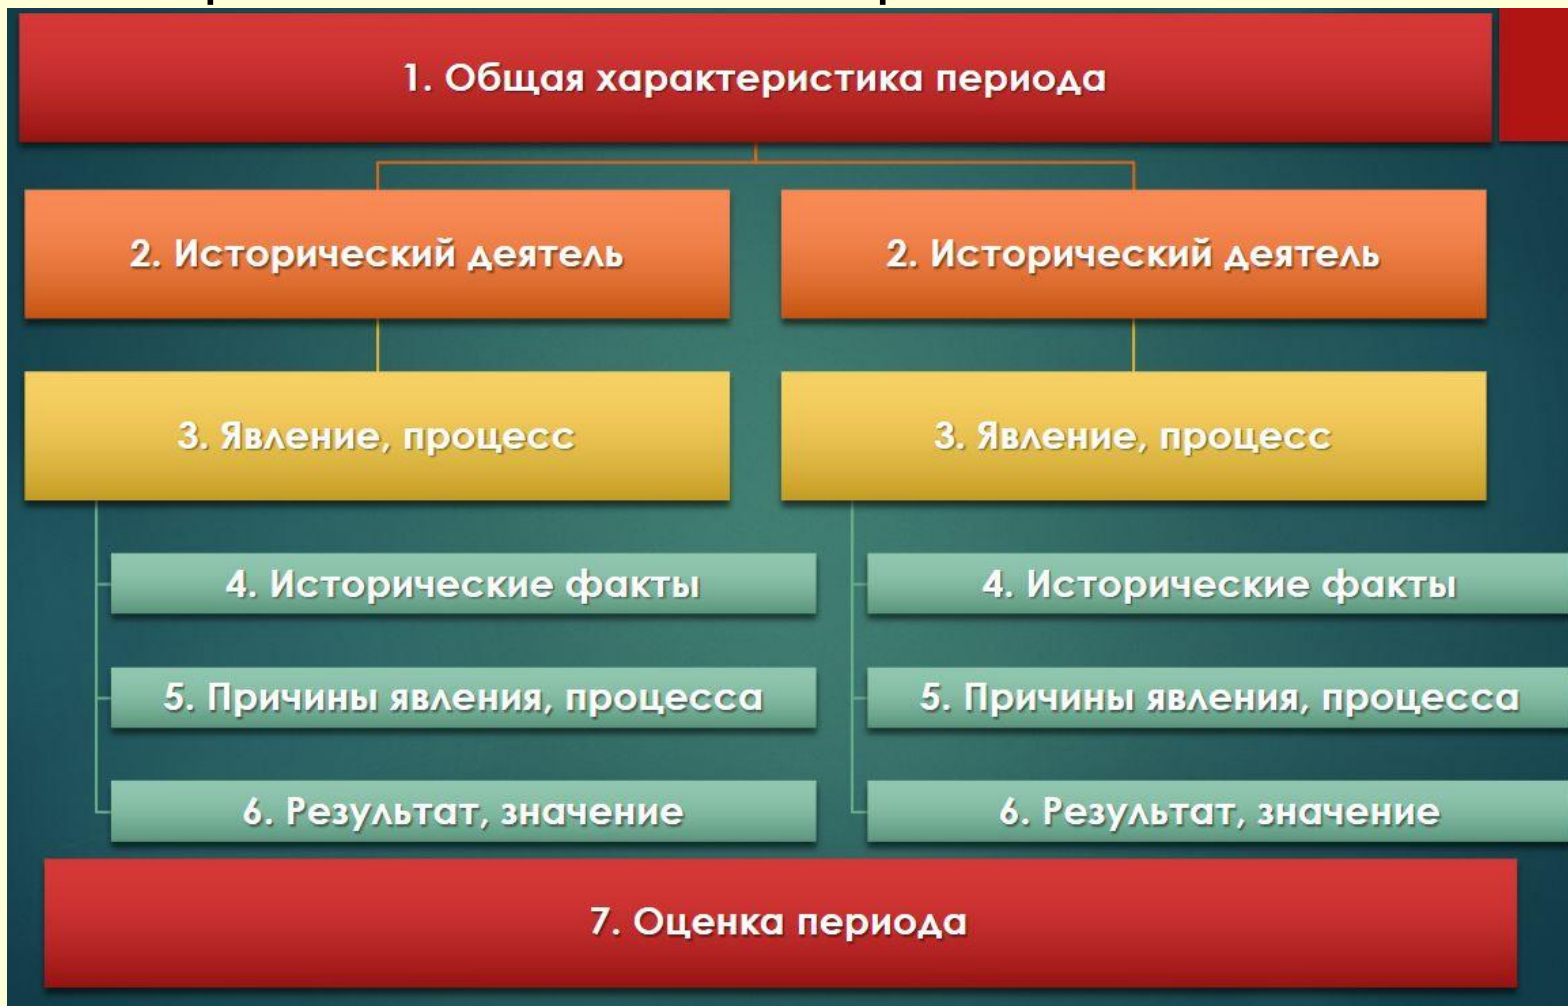 1. Общая характеристика периода
2. Исторический деятель
2. Исторический деятель
3. Явление, процесс
3. Явление, процесс
4. Исторические факты
4. Исторические факты
5. Причины явления, процесса
5. Причины явления, процесса
6. Результат, значение
6. Результат, значение
7. Оценка периода